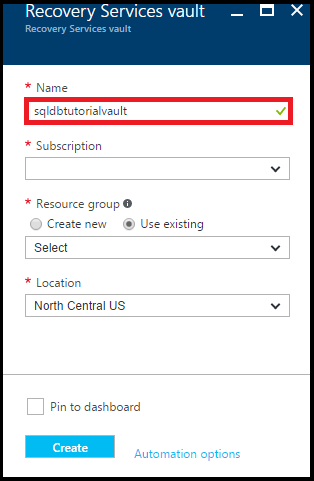 Recovery Services vault
Recovery Services vault
* Name
sqldbtutorialvault
* Subscription
* Resource group
Create new Use existing
Select
* Location
North Central US
Pin to dashboard
Create Automation options